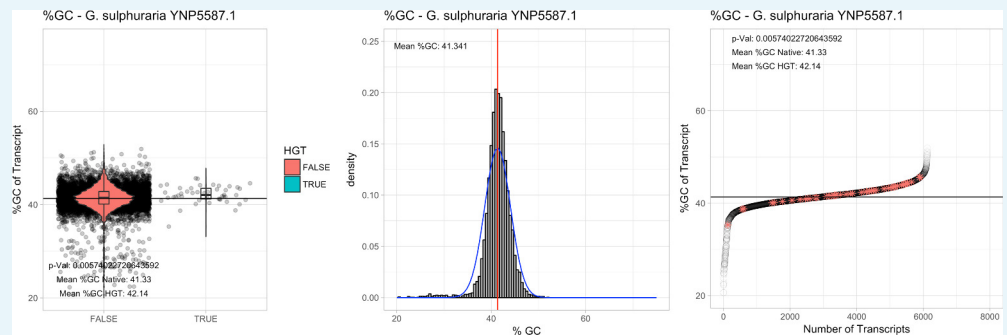 %GC - G. sulphuraria YNP5587.1
%GC of Transcript
60
40
20
p-Val: 0.00574022720643592
Mean %GC Native: 41.33
Mean %GC HGT: 42.14
FALSE
TRUE
HGT
FALSE
TRUE
%GC - G. sulphuraria YNP5587.1
Mean %GC: 41.341
density
0.25
0.20
0.15
0.10
0.05
0.00
20
40
60
% GC
%GC - G. sulphuraria YNP5587.1
p-Val: 0.00574022720643592
Mean %GC Native: 41.33
Mean %GC HGT: 42.14
%GC of Transcript
60
40
20
0
2000
4000
6000
8000
Number of Transcripts